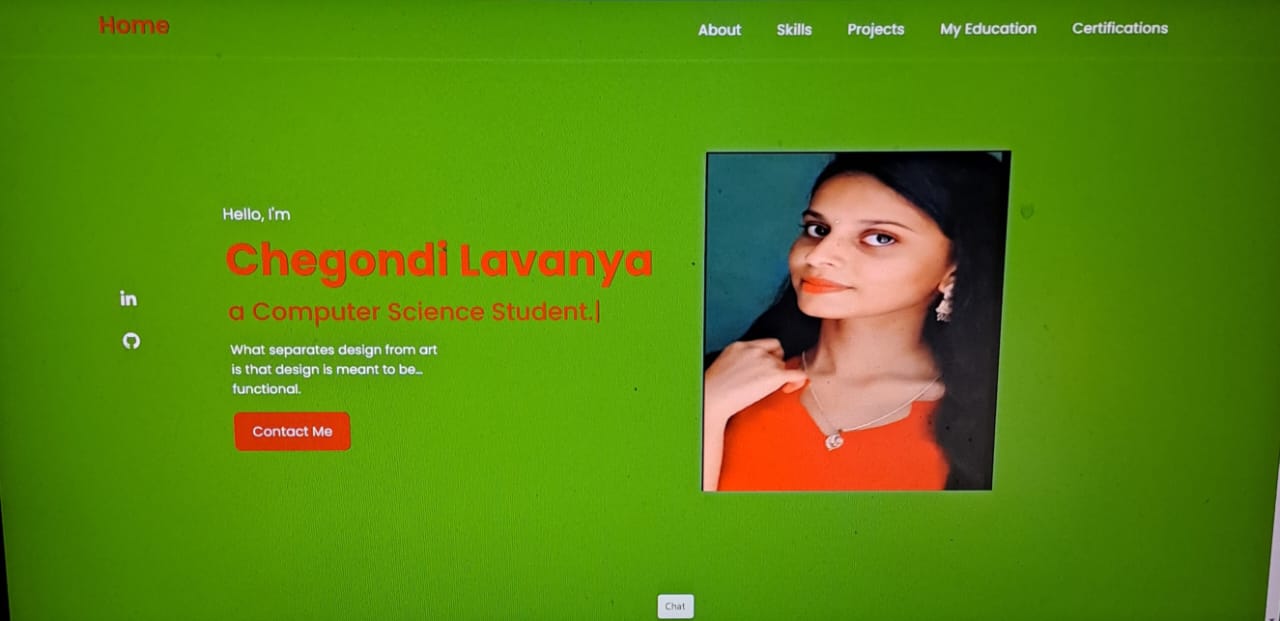 Home
About
Skills
Projects
My Education
Certifications
Hello, I'm
Chegondi Lavanya
in
a Computer Science Student.|
What separates design from art
is that design is meant to be...
functional.
Contact Me
Chat